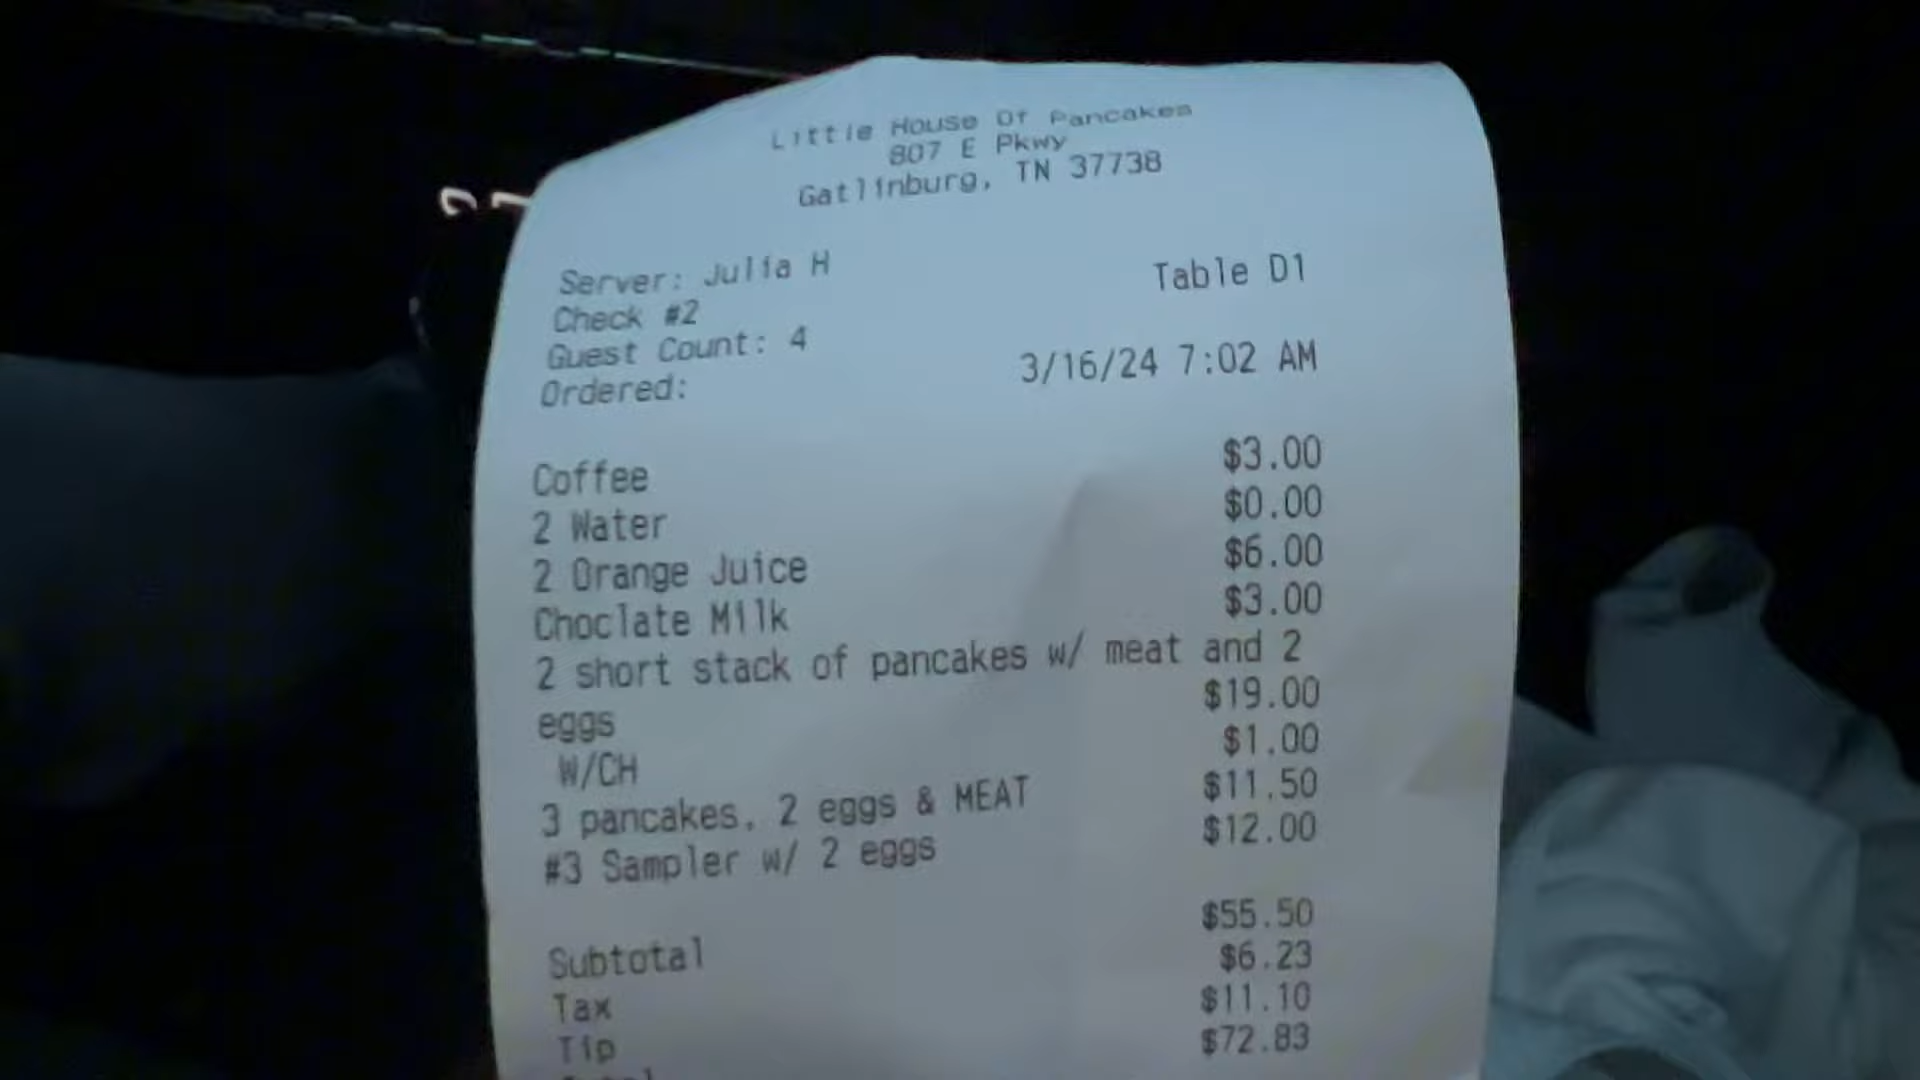 Little House Of Pancakes
807 E Pkwy
Gatlinburg, TN 37738
Server: Julia H
Table D1
Check #2
Guest Count: 4
Ordered: 3/16/24 7:02 AM
Coffee $3.00
2 Water $0.00
2 Orange Juice $6.00
Choclate Milk $3.00
2 short stack of pancakes w/ meat and 2
eggs $19.00
W/CH $1.00
3 pancakes, 2 eggs & MEAT $11.50
#3 Sampler w/ 2 eggs $12.00
Subtotal $55.50
Tax $6.23
Tip $11.10
$72.83